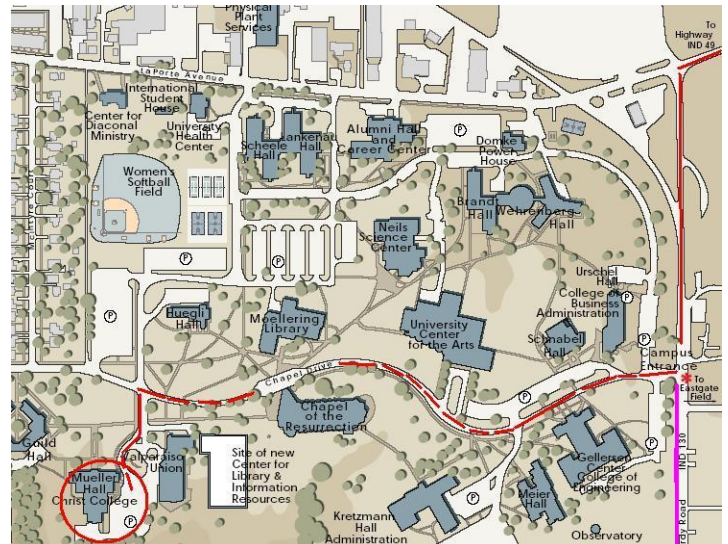 Physical
Plant
Services
To
Highway
IND 49
LaPorte Avenue
International
Student
House
Center for
Diaconal
Ministry
University
Health
Center
Scheele
Hall
Lankenau
Hall
Alumni Hall
and
Career Center
P
Domke
Power
House
Women's
Softball
Field
McIntyre Court
Brandt
Hall
Wehrenberg
Hall
Neils
Science
Center
P
P
Urschel
Hall
College of
Business
Administration
P
Huegli
Hall
P
Moellering
Library
University
Center
for the Arts
Schnabel
Hall
P
Campus
Entrance
To
Eastgate
Field
Chapel Drive
P
Chapel
of the
Resurrection
Guild
Hall
Valparaiso
Union
Mueller
Hall
Christ College
P
Site of new
Center for
Library &
Information
Resources
Gellersen
Center
College of
Engineering
P
IND 130
P
Meier
Hall
Kretzmann
Hall
Administration
Observatory
Road